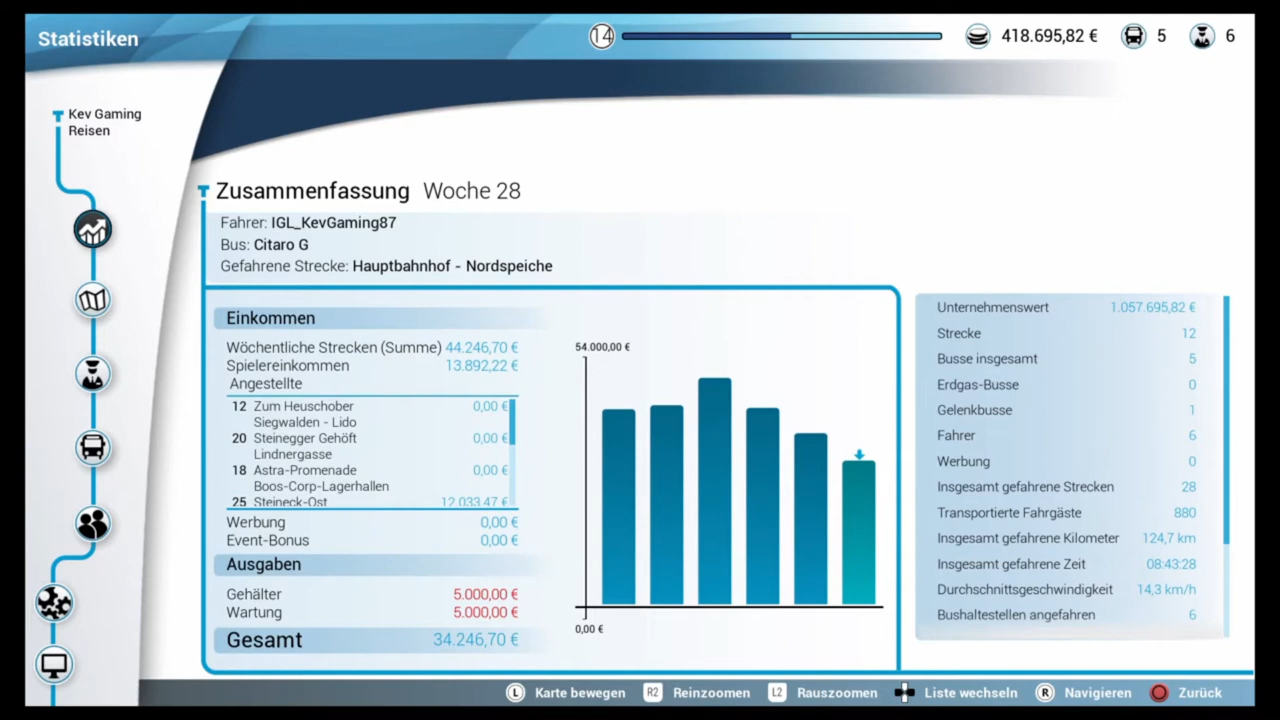 Statistiken
14
418.695,82 €
5
6
Kev Gaming
Reisen
Zusammenfassung Woche 28
Fahrer: IGL_KevGaming87
Bus: Citaro G
Gefahrene Strecke: Hauptbahnhof - Nordspeiche
Einkommen
Wöchentliche Strecken (Summe) 44.246,70 €
Spielereinkommen 13.892,22 €
Angestellte
12 Zum Heuschober 0,00 €
Siegwalden - Lido
20 Steinegger Gehöft 0,00 €
Lindnergasse
18 Astra-Promenade 0,00 €
Boos-Corp-Lagerhallen
25 Steineck-Ost 12.033,47 €
Werbung 0,00 €
Event-Bonus 0,00 €
Ausgaben
Gehälter 5.000,00 €
Wartung 5.000,00 €
Gesamt 34.246,70 €
54.000,00 €
0,00 €
Unternehmenswert 1.057.695,82 €
Strecke 12
Busse insgesamt 5
Erdgas-Busse 0
Gelenkbusse 1
Fahrer 6
Werbung 0
Insgesamt gefahrene Strecken 28
Transportierte Fahrgäste 880
Insgesamt gefahrene Kilometer 124,7 km
Insgesamt gefahrene Zeit 08:43:28
Durchschnittsgeschwindigkeit 14,3 km/h
Bushaltestellen angefahren 6
L Karte bewegen R2 Reinzoomen L2 Rauszoomen Liste wechseln R Navigieren Zurück